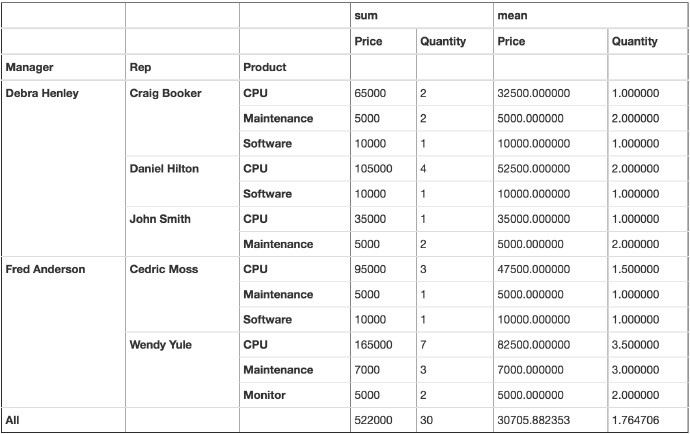 sum mean
Price Quantity Price Quantity
Manager Rep Product
Debra Henley Craig Booker CPU 65000 2 32500.000000 1.000000
Maintenance 5000 2 5000.000000 2.000000
Software 10000 1 10000.000000 1.000000
Daniel Hilton CPU 105000 4 52500.000000 2.000000
Software 10000 1 10000.000000 1.000000
John Smith CPU 35000 1 35000.000000 1.000000
Maintenance 5000 2 5000.000000 2.000000
Fred Anderson Cedric Moss CPU 95000 3 47500.000000 1.500000
Maintenance 5000 1 5000.000000 1.000000
Software 10000 1 10000.000000 1.000000
Wendy Yule CPU 165000 7 82500.000000 3.500000
Maintenance 7000 3 7000.000000 3.000000
Monitor 5000 2 5000.000000 2.000000
All 522000 30 30705.882353 1.764706